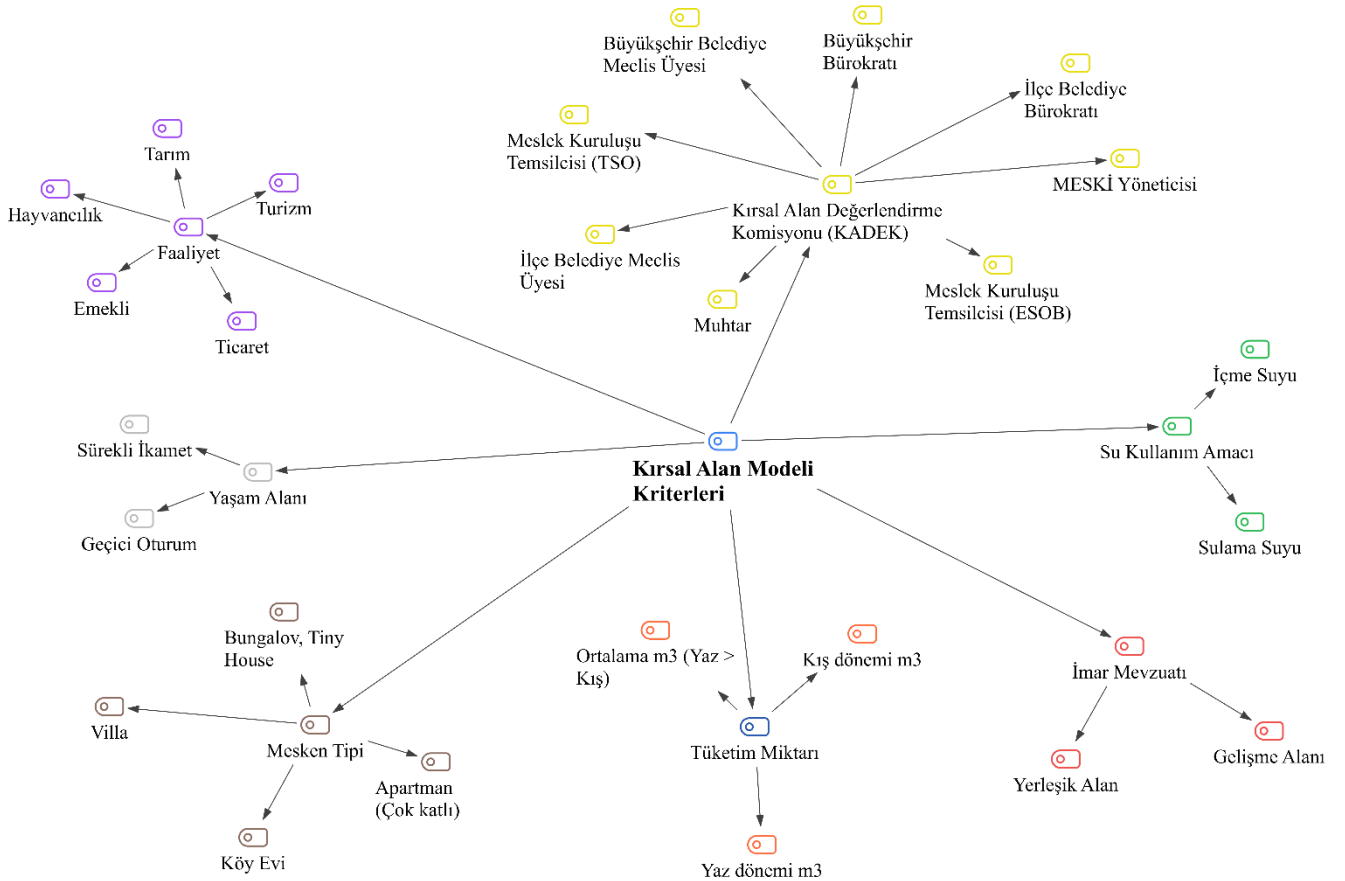 Büyükşehir Belediye
Meclis Üyesi
Büyükşehir
Bürokratı
İlçe Belediye
Bürokratı
Meslek Kuruluşu
Temsilcisi (TSO)
MESKİ Yöneticisi
Kırsal Alan Değerlendirme
Komisyonu (KADEK)
İlçe Belediye Meclis
Üyesi
Muhtar
Meslek Kuruluşu
Temsilcisi (ESOB)
Tarım
Hayvancılık
Turizm
Faaliyet
Emekli
Ticaret
İçme Suyu
Su Kullanım Amacı
Sulama Suyu
Sürekli İkamet
Yaşam Alanı
Geçici Oturum
Kırsal Alan Modeli
Kriterleri
Bungalov, Tiny
House
Villa
Mesken Tipi
Apartman
(Çok katlı)
Köy Evi
Ortalama m3 (Yaz >
Kış)
Kış dönemi m3
Tüketim Miktarı
Yaz dönemi m3
İmar Mevzuatı
Yerleşik Alan
Gelişme Alanı